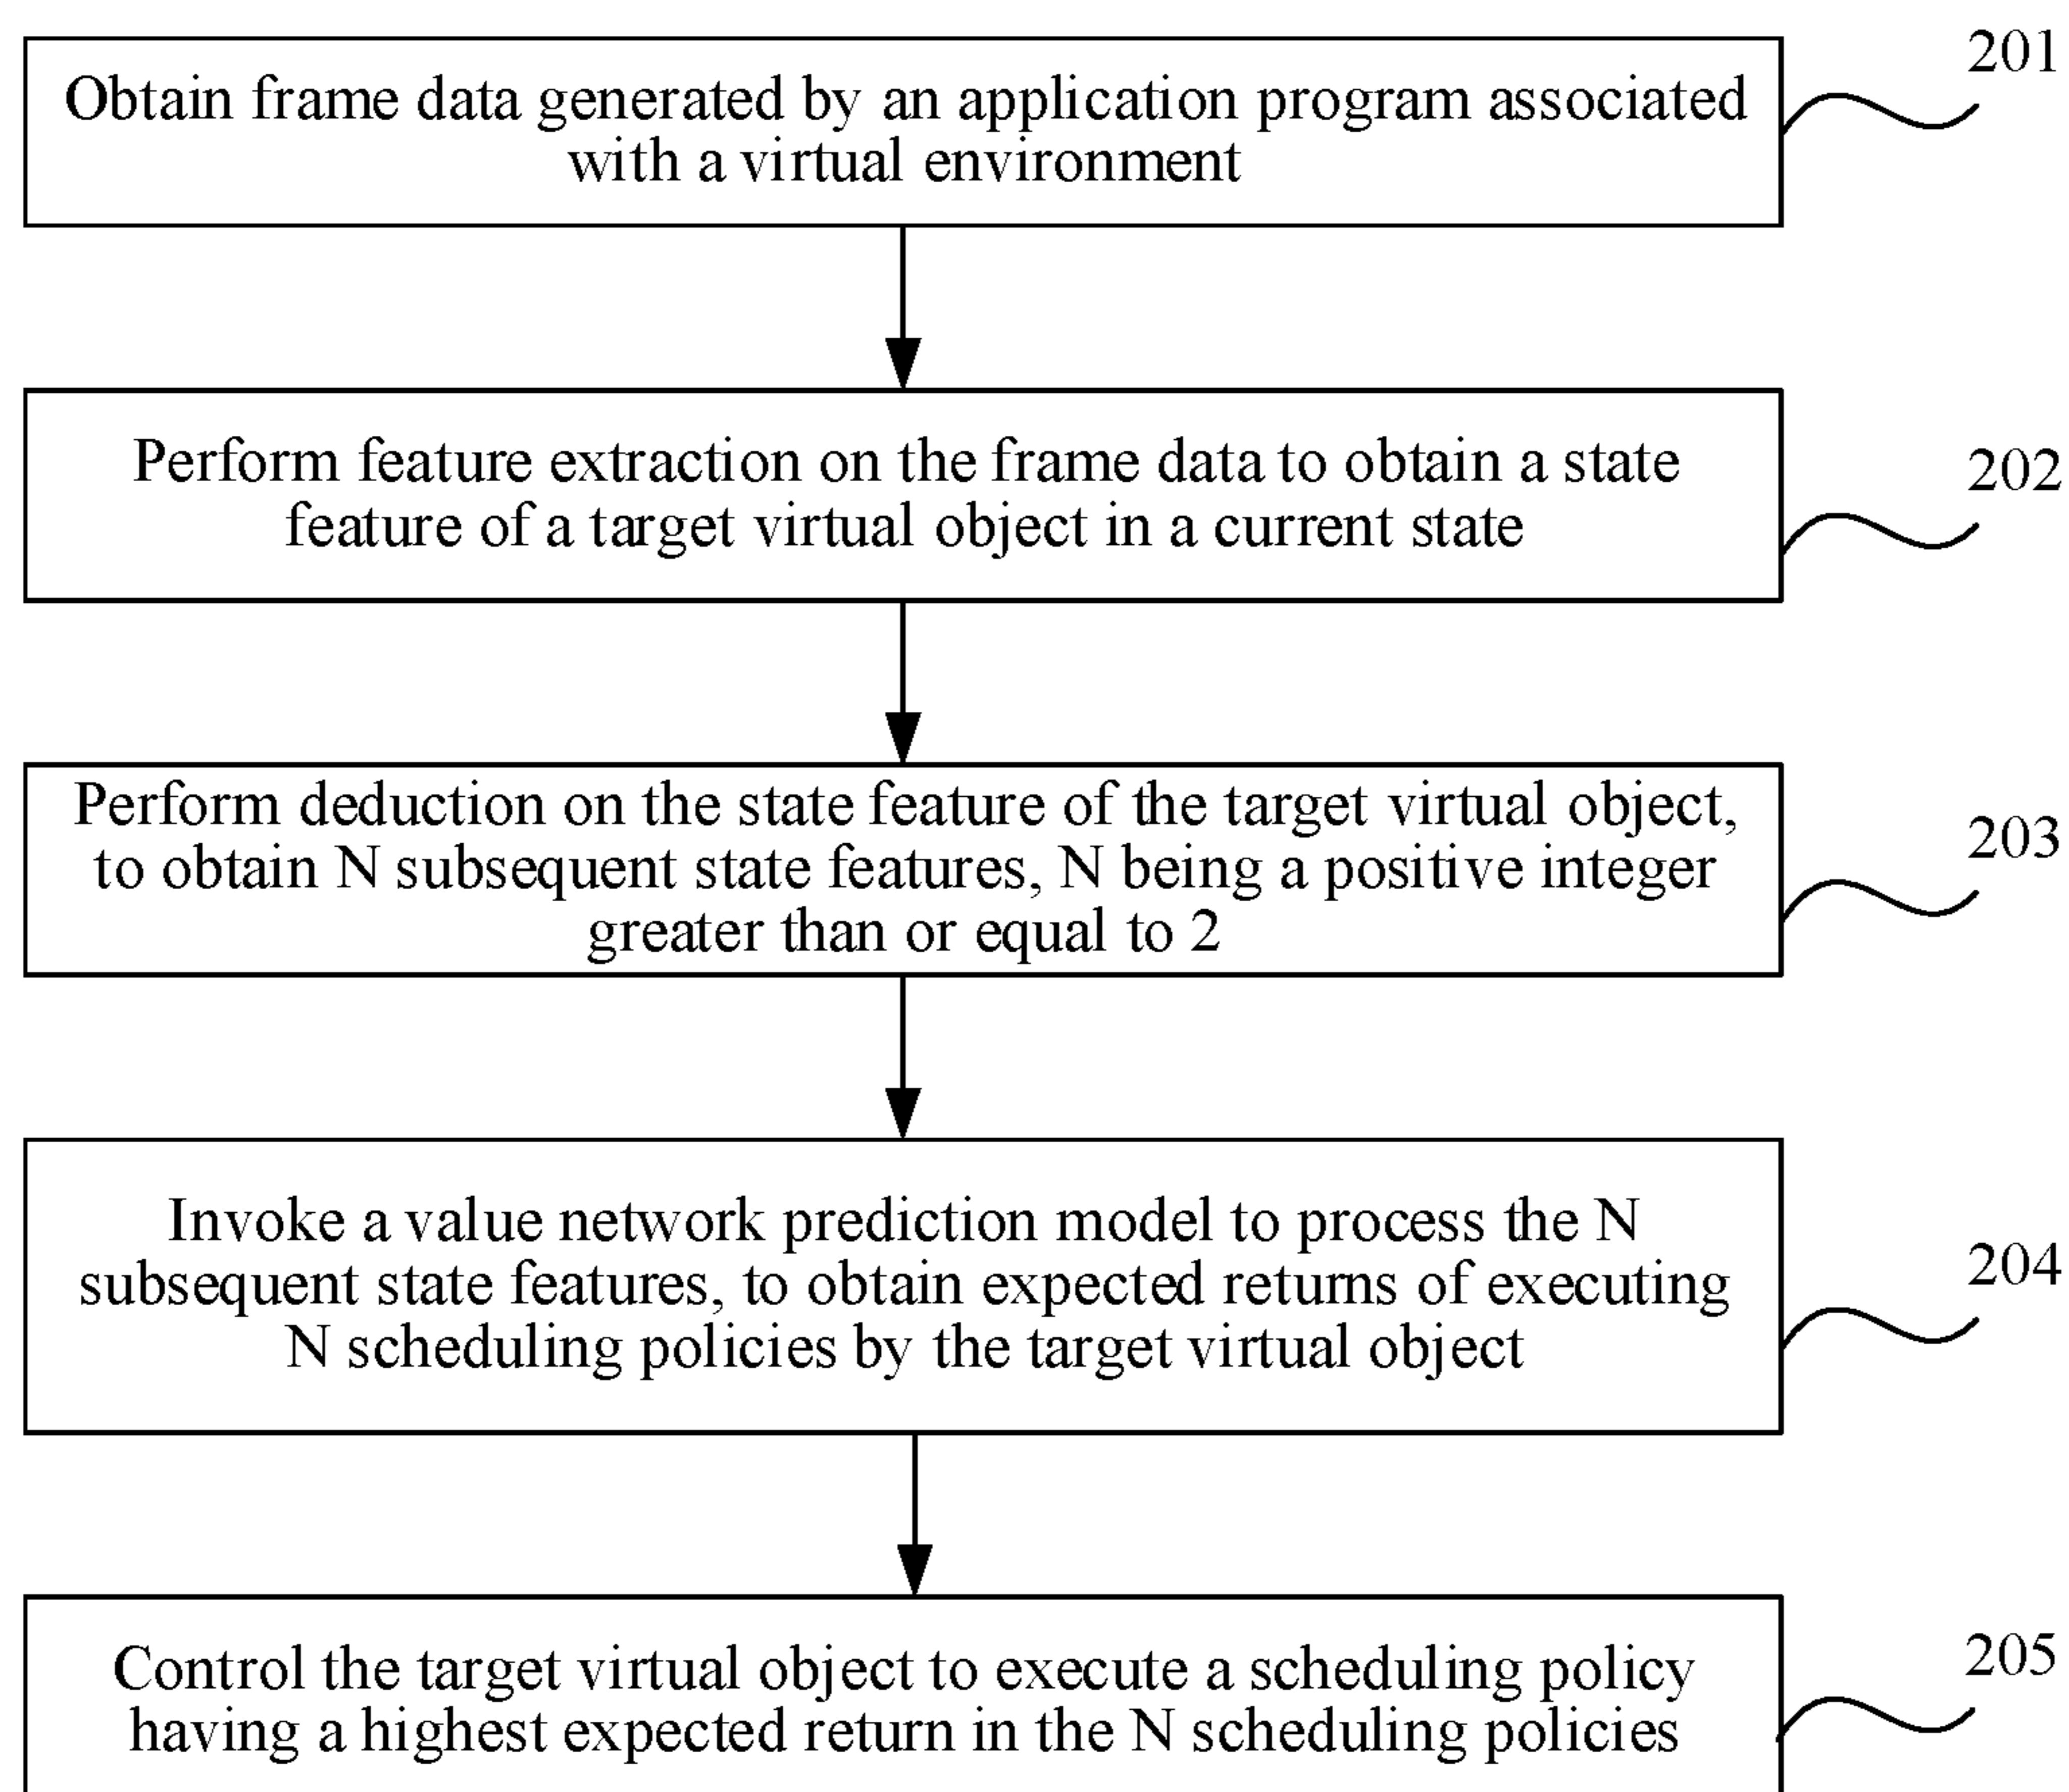 201
Obtain frame data generated by an application program associated
with a virtual environment
202
Perform feature extraction on the frame data to obtain a state
feature of a target virtual object in a current state
203
Perform deduction on the state feature of the target virtual object,
to obtain N subsequent state features, N being a positive integer
greater than or equal to 2
204
Invoke a value network prediction model to process the N
subsequent state features, to obtain expected returns of executing
N scheduling policies by the target virtual object
205
Control the target virtual object to execute a scheduling policy
having a highest expected return in the N scheduling policies